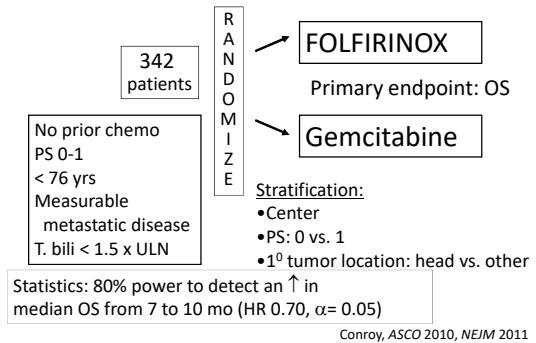 342
patients
R
A
N
D
O
M
I
Z
E
FOLFIRINOX
Primary endpoint: OS
Gemcitabine
No prior chemo
PS 0-1
< 76 yrs
Measurable
metastatic disease
T. bili < 1.5 x ULN
Stratification:
•Center
•PS: 0 vs. 1
•1⁰ tumor location: head vs. other
Statistics: 80% power to detect an ↑ in
median OS from 7 to 10 mo (HR 0.70, α= 0.05)
Conroy, ASCO 2010, NEJM 2011